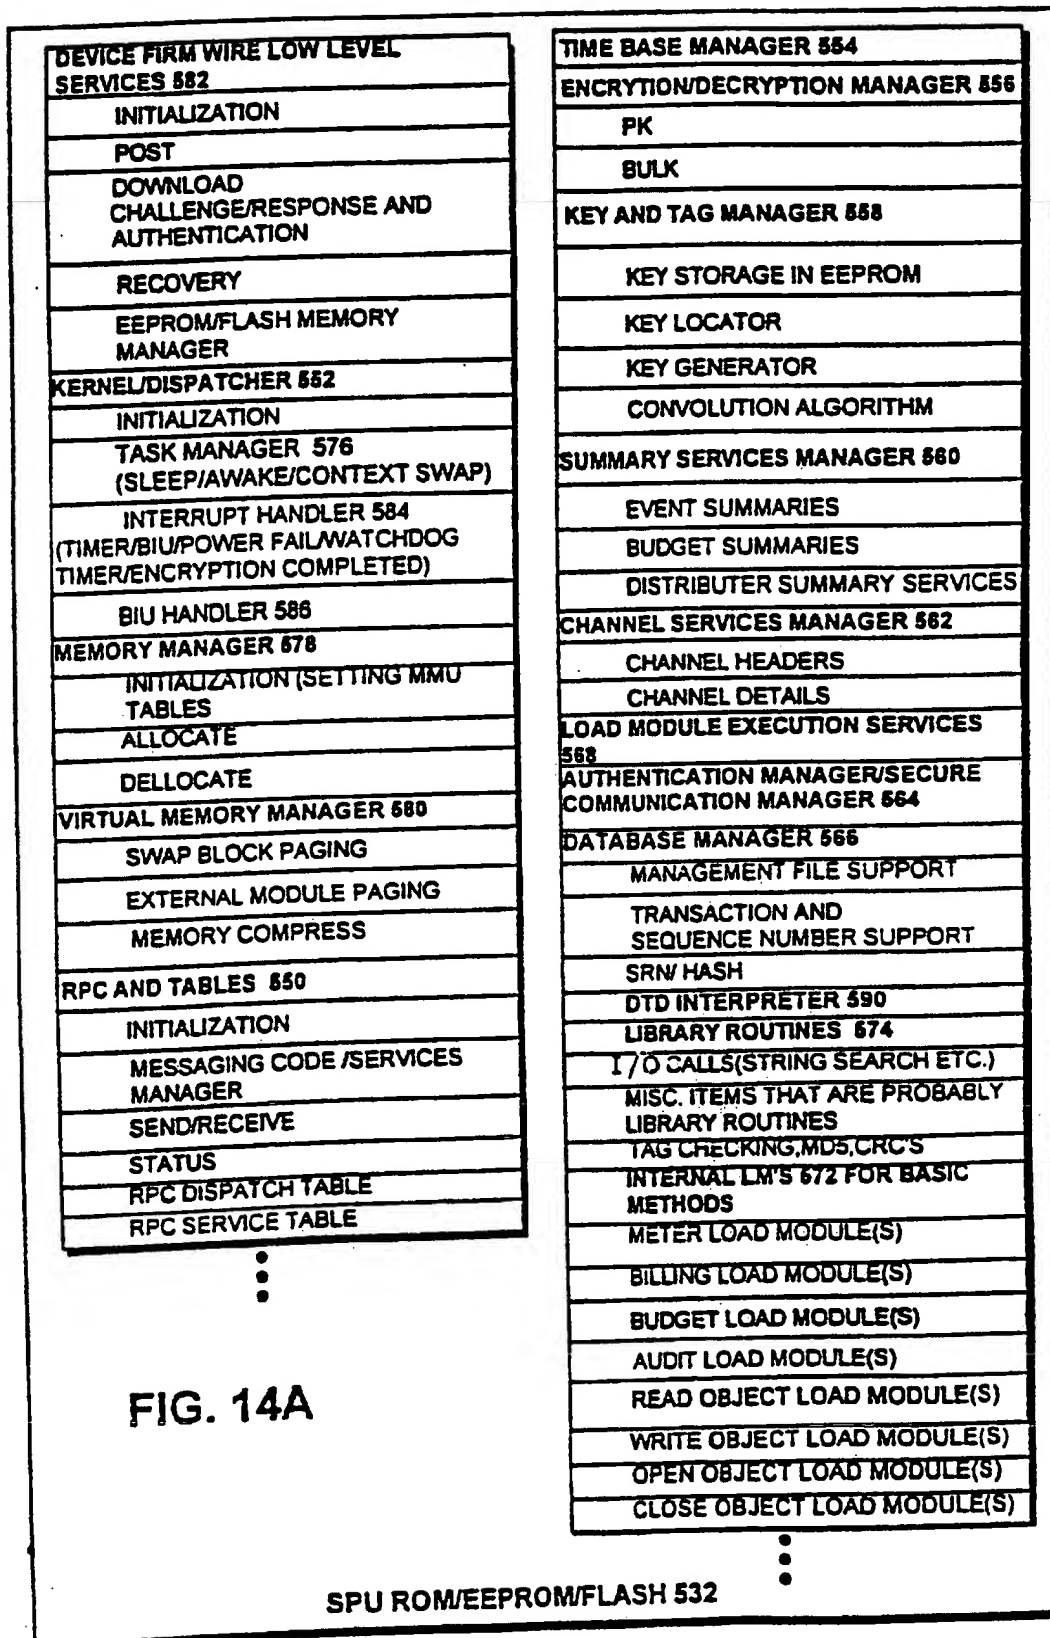 DEVICE FIRM WIRE LOW LEVEL
SERVICES 582
INITIALIZATION
POST
DOWNLOAD
CHALLENGE/RESPONSE AND
AUTHENTICATION
RECOVERY
EEPROM/FLASH MEMORY
MANAGER
KERNEL/DISPATCHER 552
INITIALIZATION
TASK MANAGER 576
(SLEEP/AWAKE/CONTEXT SWAP)
INTERRUPT HANDLER 584
(TIMER/BIU/POWER FAIL/WATCHDOG
TIMER/ENCRYPTION COMPLETED)
BIU HANDLER 586
MEMORY MANAGER 578
INITIALIZATION (SETTING MMU
TABLES
ALLOCATE
DELLOCATE
VIRTUAL MEMORY MANAGER 580
SWAP BLOCK PAGING
EXTERNAL MODULE PAGING
MEMORY COMPRESS
RPC AND TABLES 550
INITIALIZATION
MESSAGING CODE /SERVICES
MANAGER
SEND/RECEIVE
STATUS
RPC DISPATCH TABLE
RPC SERVICE TABLE
TIME BASE MANAGER 554
ENCRYTION/DECRYPTION MANAGER 556
PK
BULK
KEY AND TAG MANAGER 558
KEY STORAGE IN EEPROM
KEY LOCATOR
KEY GENERATOR
CONVOLUTION ALGORITHM
SUMMARY SERVICES MANAGER 560
EVENT SUMMARIES
BUDGET SUMMARIES
DISTRIBUTER SUMMARY SERVICES
CHANNEL SERVICES MANAGER 562
CHANNEL HEADERS
CHANNEL DETAILS
LOAD MODULE EXECUTION SERVICES
568
AUTHENTICATION MANAGER/SECURE
COMMUNICATION MANAGER 564
DATABASE MANAGER 566
MANAGEMENT FILE SUPPORT
TRANSACTION AND
SEQUENCE NUMBER SUPPORT
SRN/ HASH
DTD INTERPRETER 590
LIBRARY ROUTINES 574
I/O CALLS(STRING SEARCH ETC.)
MISC. ITEMS THAT ARE PROBABLY
LIBRARY ROUTINES
TAG CHECKING,MD5,CRC'S
INTERNAL LM'S 572 FOR BASIC
METHODS
METER LOAD MODULE(S)
BILLING LOAD MODULE(S)
BUDGET LOAD MODULE(S)
AUDIT LOAD MODULE(S)
READ OBJECT LOAD MODULE(S)
WRITE OBJECT LOAD MODULE(S)
OPEN OBJECT LOAD MODULE(S)
CLOSE OBJECT LOAD MODULE(S)
FIG. 14A
SPU ROM/EEPROM/FLASH 532